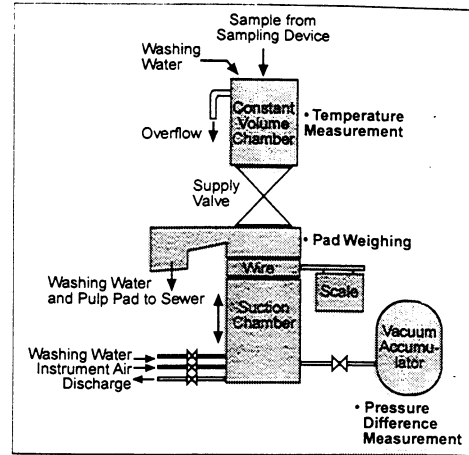 Sample from
Sampling Device
Washing
Water
Constant
Volume
Chamber
• Temperature
Measurement
Overflow
Supply
Valve
• Pad Weighing
Wire
Scale
Washing Water
and Pulp Pad to Sewer
Suction
Chamber
Vacuum
Accumu-
lator
Washing Water
Instrument Air
Discharge
• Pressure
Difference
Measurement